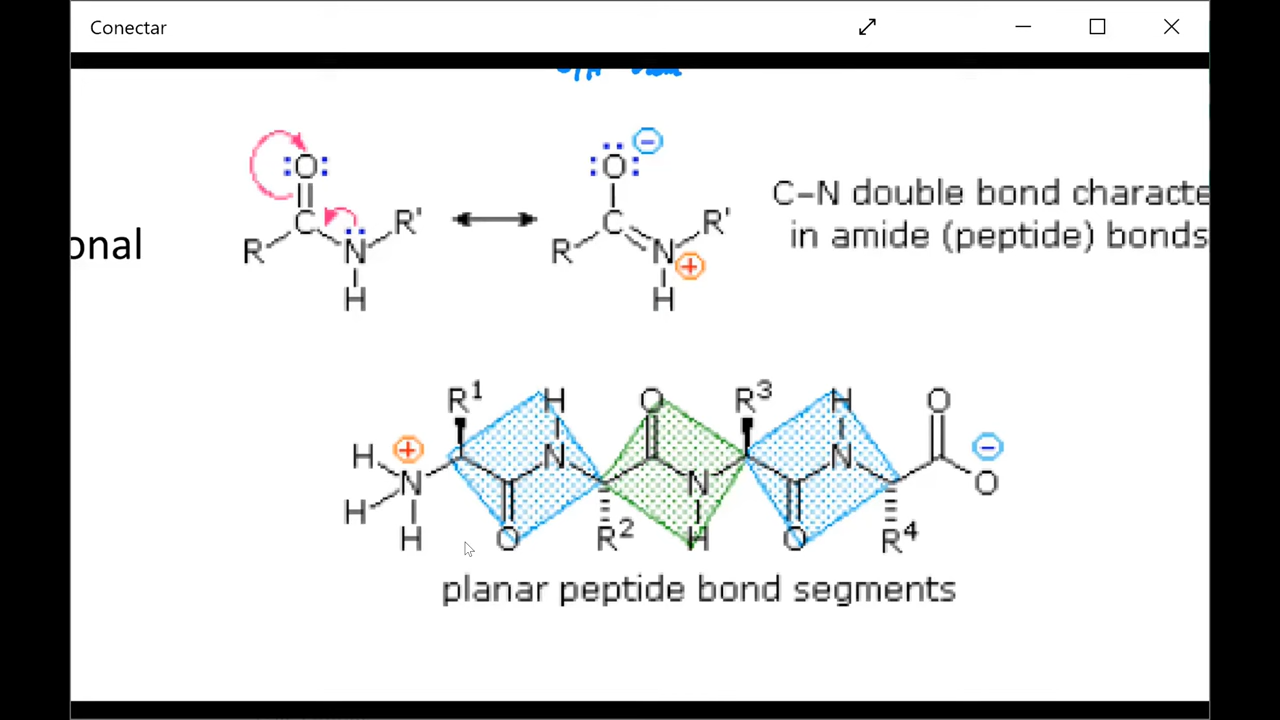 Conectar
onal
:O:
C
R
N
R'
H
:O:
C
R
N
R'
H
C–N double bond characte
in amide (peptide) bonds
R¹
H
O
R³
H
O
H
N
N
H
N
N
O
H
H
O
R²
H
O
R⁴
planar peptide bond segments